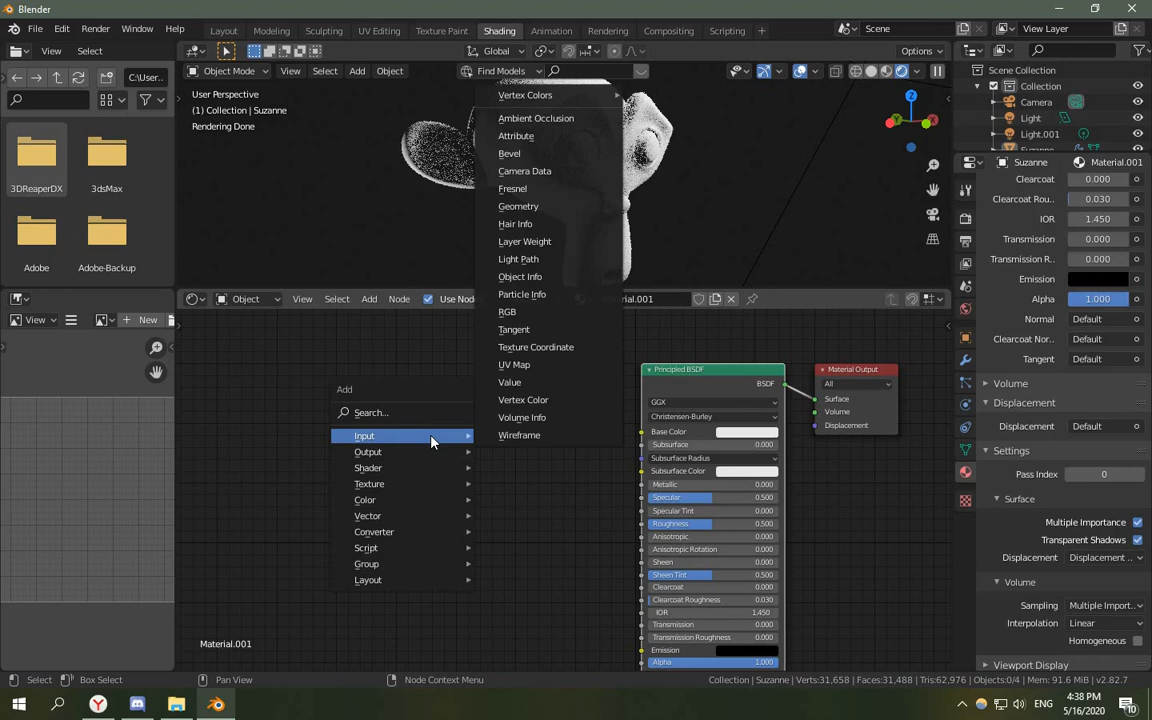 Blender
File Edit Render Window Help Layout Modeling Sculpting UV Editing Texture Paint Shading Animation Rendering Compositing Scripting Scene View Layer
View Select Global Options
C:\User..
Object Mode View Select Add Object Find Models
User Perspective
(1) Collection | Suzanne
Rendering Done
3DReaperDX 3dsMax
Adobe Adobe-Backup
Vertex Colors
Ambient Occlusion
Attribute
Bevel
Camera Data
Fresnel
Geometry
Hair Info
Layer Weight
Light Path
Object Info
Particle Info
RGB
Tangent
Texture Coordinate
UV Map
Value
Vertex Color
Volume Info
Wireframe
Scene Collection
Collection
Camera
Light
Light.001
Suzanne
Suzanne Material.001
Clearcoat 0.000
Clearcoat Rou.. 0.030
IOR 1.450
Transmission 0.000
Transmission R.. 0.000
Emission
Alpha 1.000
Normal Default
Clearcoat Nor.. Default
Tangent Default
Volume
Displacement
Displacement Default
Settings
Pass Index 0
Surface
Multiple Importance
Transparent Shadows
Displacement Displacement ..
Volume
Sampling Multiple Import..
Interpolation Linear
Homogeneous
Viewport Display
Object View Select Add Node Use Node
View New
Add
Search...
Input
Output
Shader
Texture
Color
Vector
Converter
Script
Group
Layout
Principled BSDF
BSDF
GGX
Christensen-Burley
Base Color
Subsurface 0.000
Subsurface Radius
Subsurface Color
Metallic 0.000
Specular 0.500
Specular Tint 0.000
Roughness 0.500
Anisotropic 0.000
Anisotropic Rotation 0.000
Sheen 0.000
Sheen Tint 0.500
Clearcoat 0.000
Clearcoat Roughness 0.030
IOR 1.450
Transmission 0.000
Transmission Roughness 0.000
Emission
Alpha 1.000
Material Output
All
Surface
Volume
Displacement
Material.001
Select Box Select Pan View Node Context Menu Collection | Suzanne | Verts:31,658 | Faces:31,488 | Tris:62,976 | Objects:0/4 | Mem: 91.6 MiB | v2.82.7
ENG 4:38 PM
5/16/2020 10